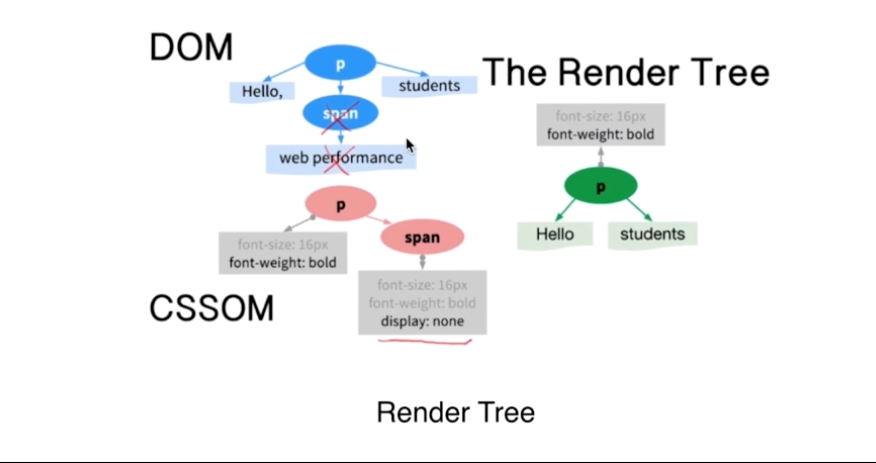 DOM
p
Hello,
students
span
web performance
p
font-size: 16px
font-weight: bold
span
font-size: 16px
font-weight: bold
display: none
CSSOM
The Render Tree
font-size: 16px
font-weight: bold
p
Hello
students
Render Tree